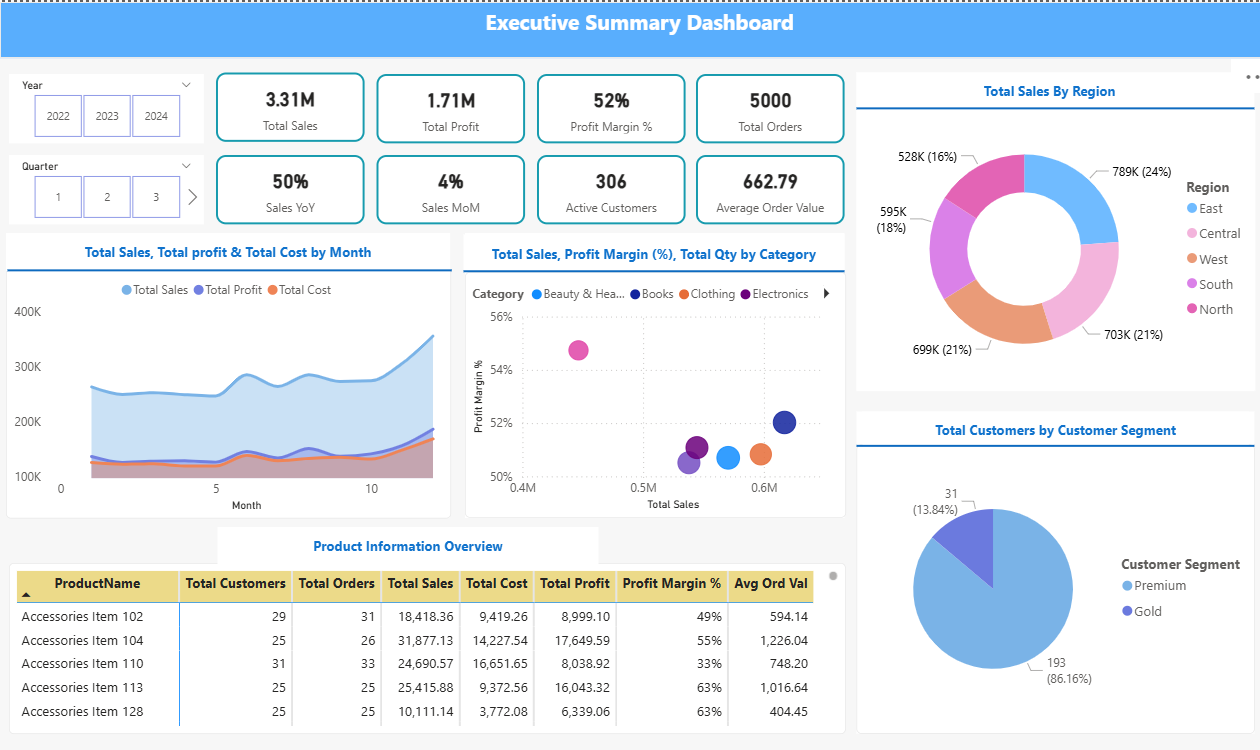 Executive Summary Dashboard
Year
2022 2023 2024
Quarter
1 2 3
3.31M
Total Sales
1.71M
Total Profit
52%
Profit Margin %
5000
Total Orders
50%
Sales YoY
4%
Sales MoM
306
Active Customers
662.79
Average Order Value
Total Sales By Region
528K (16%)
789K (24%)
595K
(18%)
699K (21%)
703K (21%)
Region
East
Central
West
South
North
Total Sales, Total profit & Total Cost by Month
Total Sales Total Profit Total Cost
400K
300K
200K
100K
0 5 10
Month
Total Sales, Profit Margin (%), Total Qty by Category
Category Beauty & Hea... Books Clothing Electronics
Profit Margin %
56%
54%
52%
50%
0.4M 0.5M 0.6M
Total Sales
Total Customers by Customer Segment
31
(13.84%)
193
(86.16%)
Customer Segment
Premium
Gold
Product Information Overview
ProductName Total Customers Total Orders Total Sales Total Cost Total Profit Profit Margin % Avg Ord Val
Accessories Item 102 29 31 18,418.36 9,419.26 8,999.10 49% 594.14
Accessories Item 104 25 26 31,877.13 14,227.54 17,649.59 55% 1,226.04
Accessories Item 110 31 33 24,690.57 16,651.65 8,038.92 33% 748.20
Accessories Item 113 25 25 25,415.88 9,372.56 16,043.32 63% 1,016.64
Accessories Item 128 25 25 10,111.14 3,772.08 6,339.06 63% 404.45